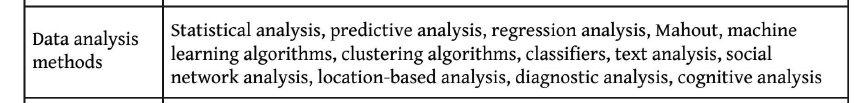 Data analysis
methods
Statistical analysis, predictive analysis, regression analysis, Mahout, machine
learning algorithms, clustering algorithms, classifiers, text analysis, social
network analysis, location-based analysis, diagnostic analysis, cognitive analysis